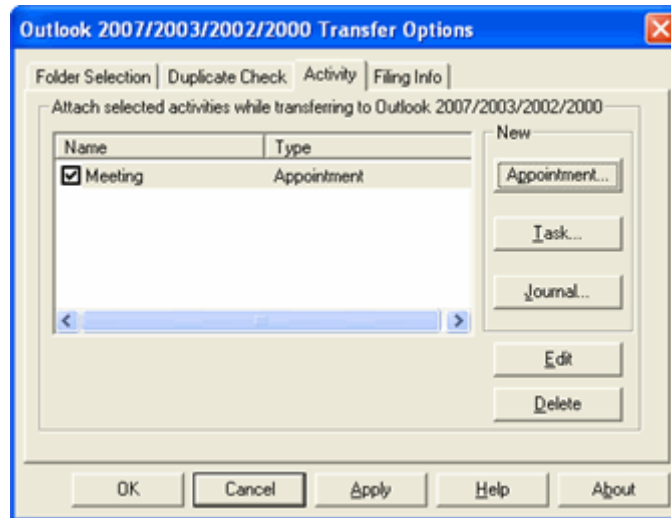 Outlook 2007/2003/2002/2000 Transfer Options
Folder Selection Duplicate Check Activity Filing Info
Attach selected activities while transferring to Outlook 2007/2003/2002/2000
New
Name Type
Meeting Appointment
Appointment...
Task...
Journal...
Edit
Delete
OK Cancel Apply Help About